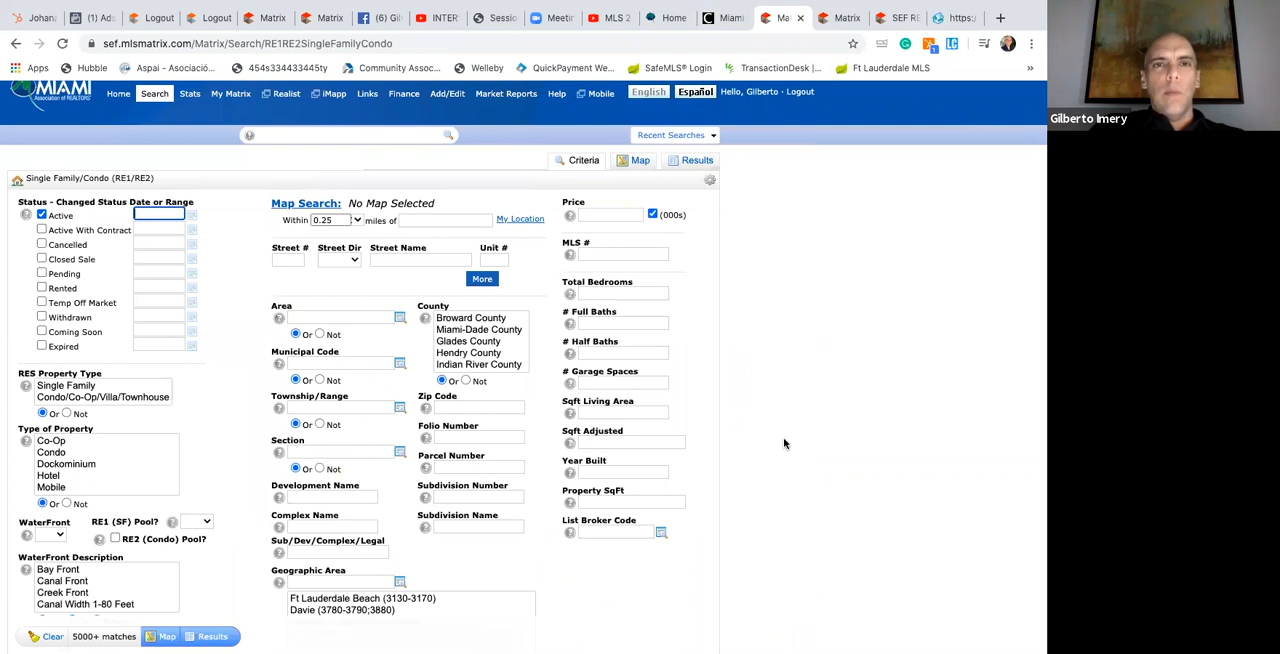 Johan
(1) Ads
Logout
Logout
Matrix
Matrix
(6) Gil
INTER
Sessio
Meetin
MLS 2
Home
Miami
Mat
Matrix
SEF RE
https:/
sef.mlsmatrix.com/Matrix/Search/RE1RE2SingleFamilyCondo
Apps
Hubble
Aspai - Asociació...
454s334433445ty
Community Assoc...
Welleby
QuickPayment We...
SafeMLS® Login
TransactionDesk |...
Ft Lauderdale MLS
»
MIAMI
Association of REALTORS
Home
Search
Stats
My Matrix
Realist
iMapp
Links
Finance
Add/Edit
Market Reports
Help
Mobile
English
Español
Hello, Gilberto · Logout
Gilberto Imery
Recent Searches
Criteria
Map
Results
Single Family/Condo (RE1/RE2)
Status - Changed Status Date or Range
Active
Active With Contract
Cancelled
Closed Sale
Pending
Rented
Temp Off Market
Withdrawn
Coming Soon
Expired
RES Property Type
Single Family
Condo/Co-Op/Villa/Townhouse
Or Not
Type of Property
Co-Op
Condo
Dockominium
Hotel
Mobile
Or Not
WaterFront
RE1 (SF) Pool?
RE2 (Condo) Pool?
WaterFront Description
Bay Front
Canal Front
Creek Front
Canal Width 1-80 Feet
Map Search: No Map Selected
Within 0.25 miles of
My Location
Street #
Street Dir
Street Name
Unit #
More
Area
Or Not
Municipal Code
Or Not
Township/Range
Or Not
Section
Or Not
Development Name
Complex Name
Sub/Dev/Complex/Legal
Geographic Area
Ft Lauderdale Beach (3130-3170)
Davie (3780-3790;3880)
County
Broward County
Miami-Dade County
Glades County
Hendry County
Indian River County
Or Not
Zip Code
Folio Number
Parcel Number
Subdivision Number
Subdivision Name
Price
(000s)
MLS #
Total Bedrooms
# Full Baths
# Half Baths
# Garage Spaces
Sqft Living Area
Sqft Adjusted
Year Built
Property SqFt
List Broker Code
Clear
5000+ matches
Map
Results